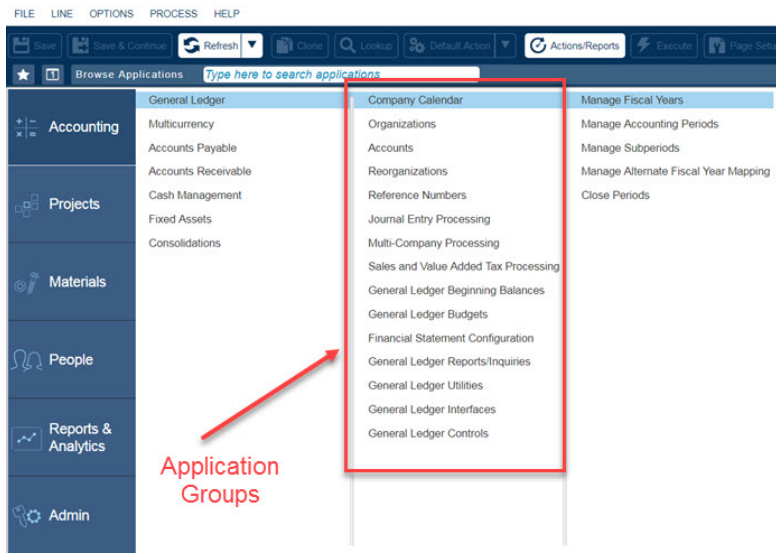 FILE LINE OPTIONS PROCESS HELP
Save Save & Continue Refresh Clone Lookup Default Action Actions/Reports Execute Page Setu
1 Browse Applications Type here to search applications
Accounting
Projects
Materials
People
Reports &
Analytics
Admin
General Ledger
Multicurrency
Accounts Payable
Accounts Receivable
Cash Management
Fixed Assets
Consolidations
Company Calendar
Organizations
Accounts
Reorganizations
Reference Numbers
Journal Entry Processing
Multi-Company Processing
Sales and Value Added Tax Processing
General Ledger Beginning Balances
General Ledger Budgets
Financial Statement Configuration
General Ledger Reports/Inquiries
General Ledger Utilities
General Ledger Interfaces
General Ledger Controls
Manage Fiscal Years
Manage Accounting Periods
Manage Subperiods
Manage Alternate Fiscal Year Mapping
Close Periods
Application
Groups